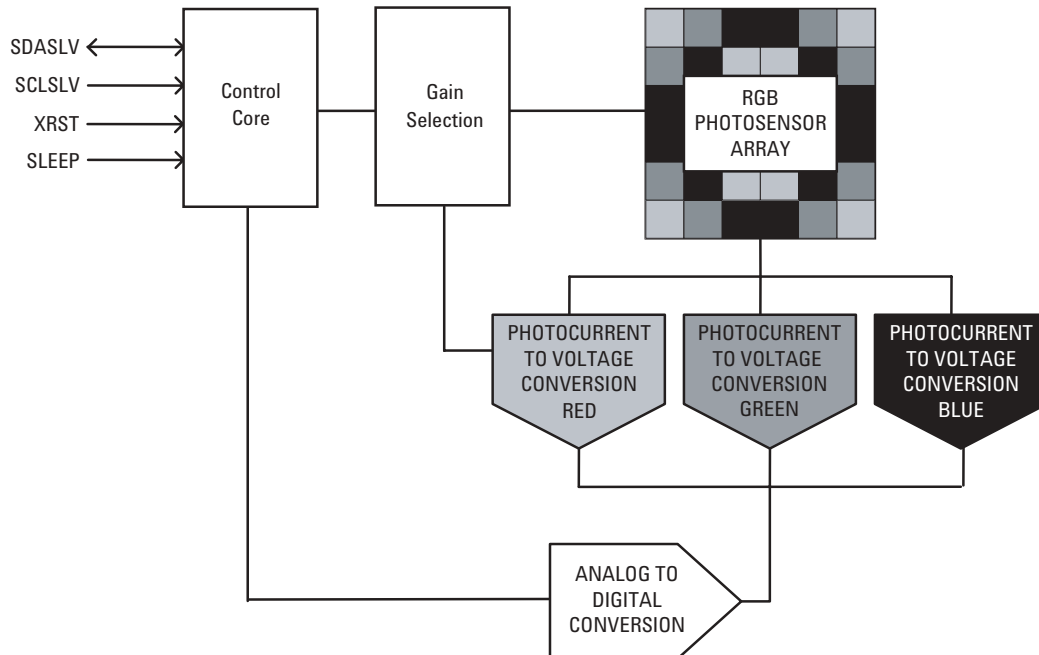 SDASLV
SCLSLV
XRST
SLEEP
Control
Core
Gain
Selection
RGB
PHOTOSENSOR
ARRAY
PHOTOCURRENT
TO VOLTAGE
CONVERSION
RED
PHOTOCURRENT
TO VOLTAGE
CONVERSION
GREEN
PHOTOCURRENT
TO VOLTAGE
CONVERSION
BLUE
ANALOG TO
DIGITAL
CONVERSION